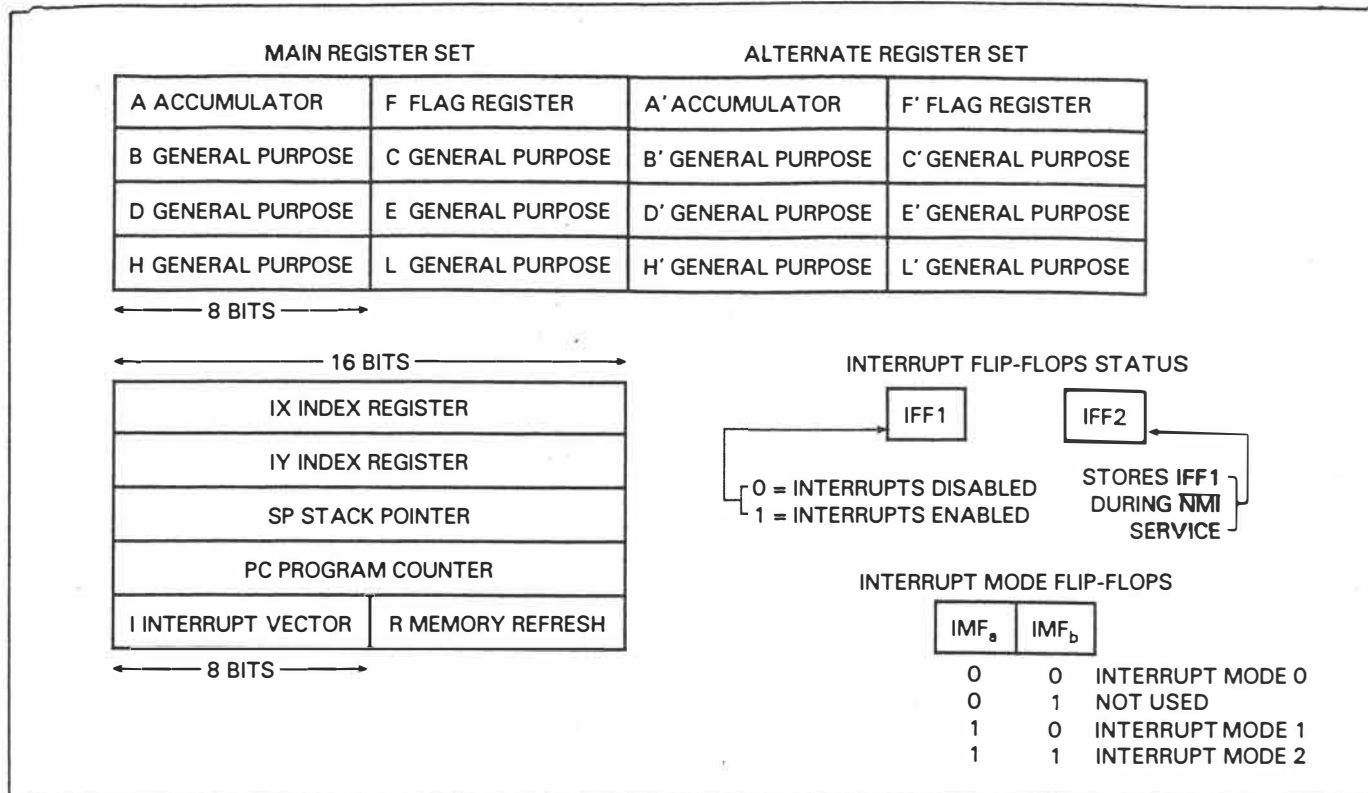 MAIN REGISTER SET
ALTERNATE REGISTER SET
A ACCUMULATOR
F FLAG REGISTER
A' ACCUMULATOR
F' FLAG REGISTER
B GENERAL PURPOSE
C GENERAL PURPOSE
B' GENERAL PURPOSE
C' GENERAL PURPOSE
D GENERAL PURPOSE
E GENERAL PURPOSE
D' GENERAL PURPOSE
E' GENERAL PURPOSE
H GENERAL PURPOSE
L GENERAL PURPOSE
H' GENERAL PURPOSE
L' GENERAL PURPOSE
8 BITS
16 BITS
IX INDEX REGISTER
IY INDEX REGISTER
SP STACK POINTER
PC PROGRAM COUNTER
I INTERRUPT VECTOR
R MEMORY REFRESH
8 BITS
INTERRUPT FLIP-FLOPS STATUS
IFF1
IFF2
0 = INTERRUPTS DISABLED
1 = INTERRUPTS ENABLED
STORES IFF1
DURING N̅M̅I̅
SERVICE
INTERRUPT MODE FLIP-FLOPS
IMFa
IMFb
0 0 INTERRUPT MODE 0
0 1 NOT USED
1 0 INTERRUPT MODE 1
1 1 INTERRUPT MODE 2